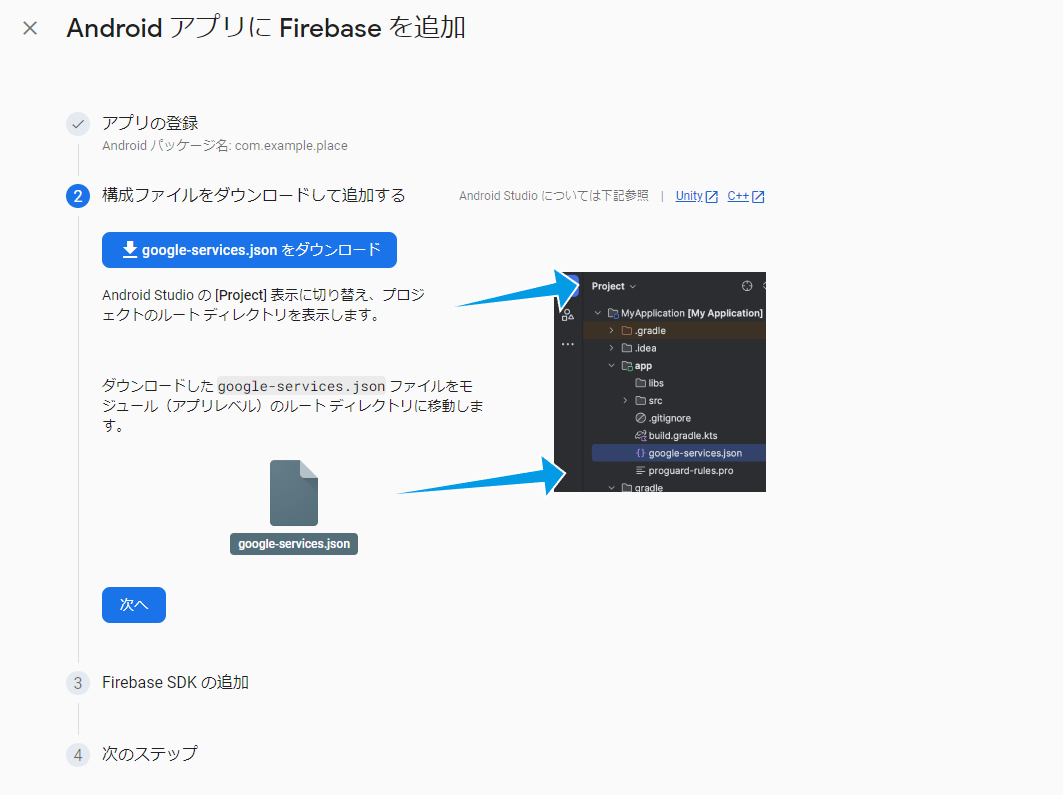 Android アプリに Firebase を追加
アプリの登録
Android パッケージ名: com.example.place
2 構成ファイルをダウンロードして追加する
Android Studio については下記参照 | Unity C++
google-services.json をダウンロード
Android Studio の [Project] 表示に切り替え、プロジ
ェクトのルート ディレクトリを表示します。
ダウンロードした google-services.json ファイルをモ
ジュール（アプリレベル）のルート ディレクトリに移動しま
す。
google-services.json
Project
MyApplication [My Application]
.gradle
.idea
app
libs
src
.gitignore
build.gradle.kts
google-services.json
proguard-rules.pro
gradle
次へ
3 Firebase SDK の追加
4 次のステップ